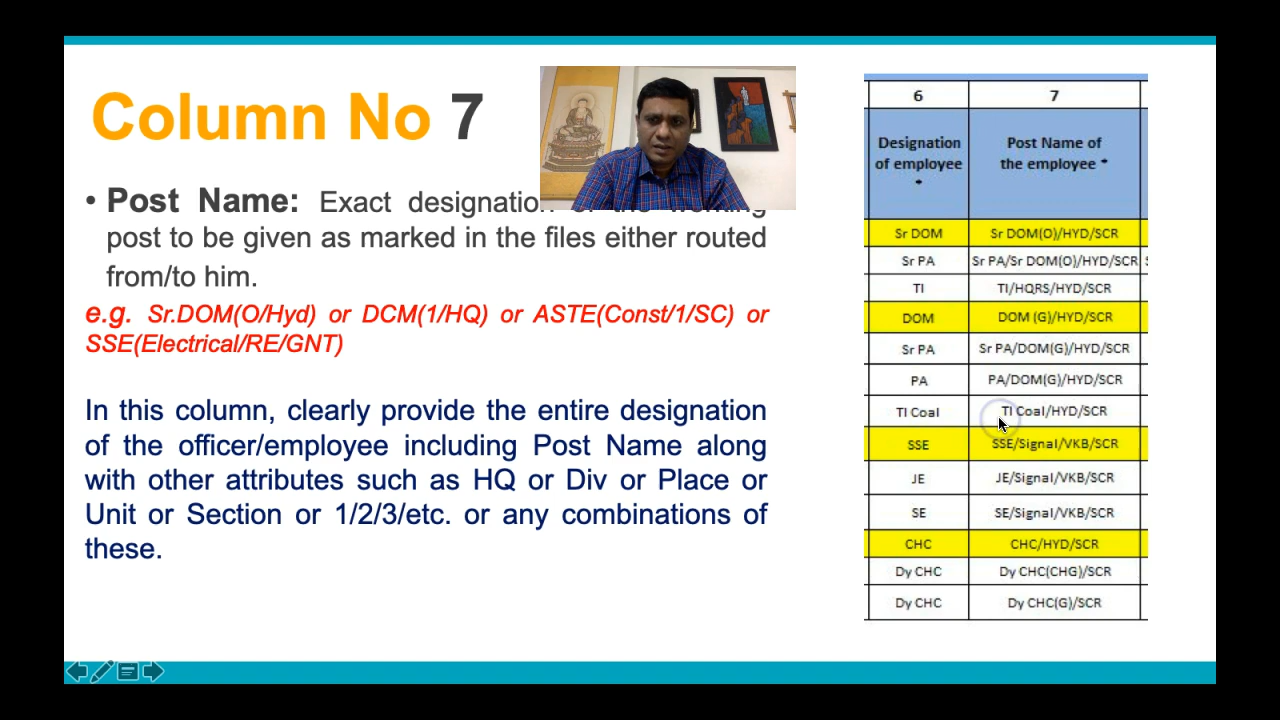 Column No 7
• Post Name: Exact designation of the working
post to be given as marked in the files either routed
from/to him.
e.g. Sr.DOM(O/Hyd) or DCM(1/HQ) or ASTE(Const/1/SC) or
SSE(Electrical/RE/GNT)
In this column, clearly provide the entire designation
of the officer/employee including Post Name along
with other attributes such as HQ or Div or Place or
Unit or Section or 1/2/3/etc. or any combinations of
these.
6 7
Designation Post Name of
of employee the employee *
*
Sr DOM Sr DOM(O)/HYD/SCR
Sr PA Sr PA/Sr DOM(O)/HYD/SCR
TI TI/HQRS/HYD/SCR
DOM DOM (G)/HYD/SCR
Sr PA Sr PA/DOM(G)/HYD/SCR
PA PA/DOM(G)/HYD/SCR
TI Coal TI Coal/HYD/SCR
SSE SSE/Signal/VKB/SCR
JE JE/Signal/VKB/SCR
SE SE/Signal/VKB/SCR
CHC CHC/HYD/SCR
Dy CHC Dy CHC(CHG)/SCR
Dy CHC Dy CHC(G)/SCR